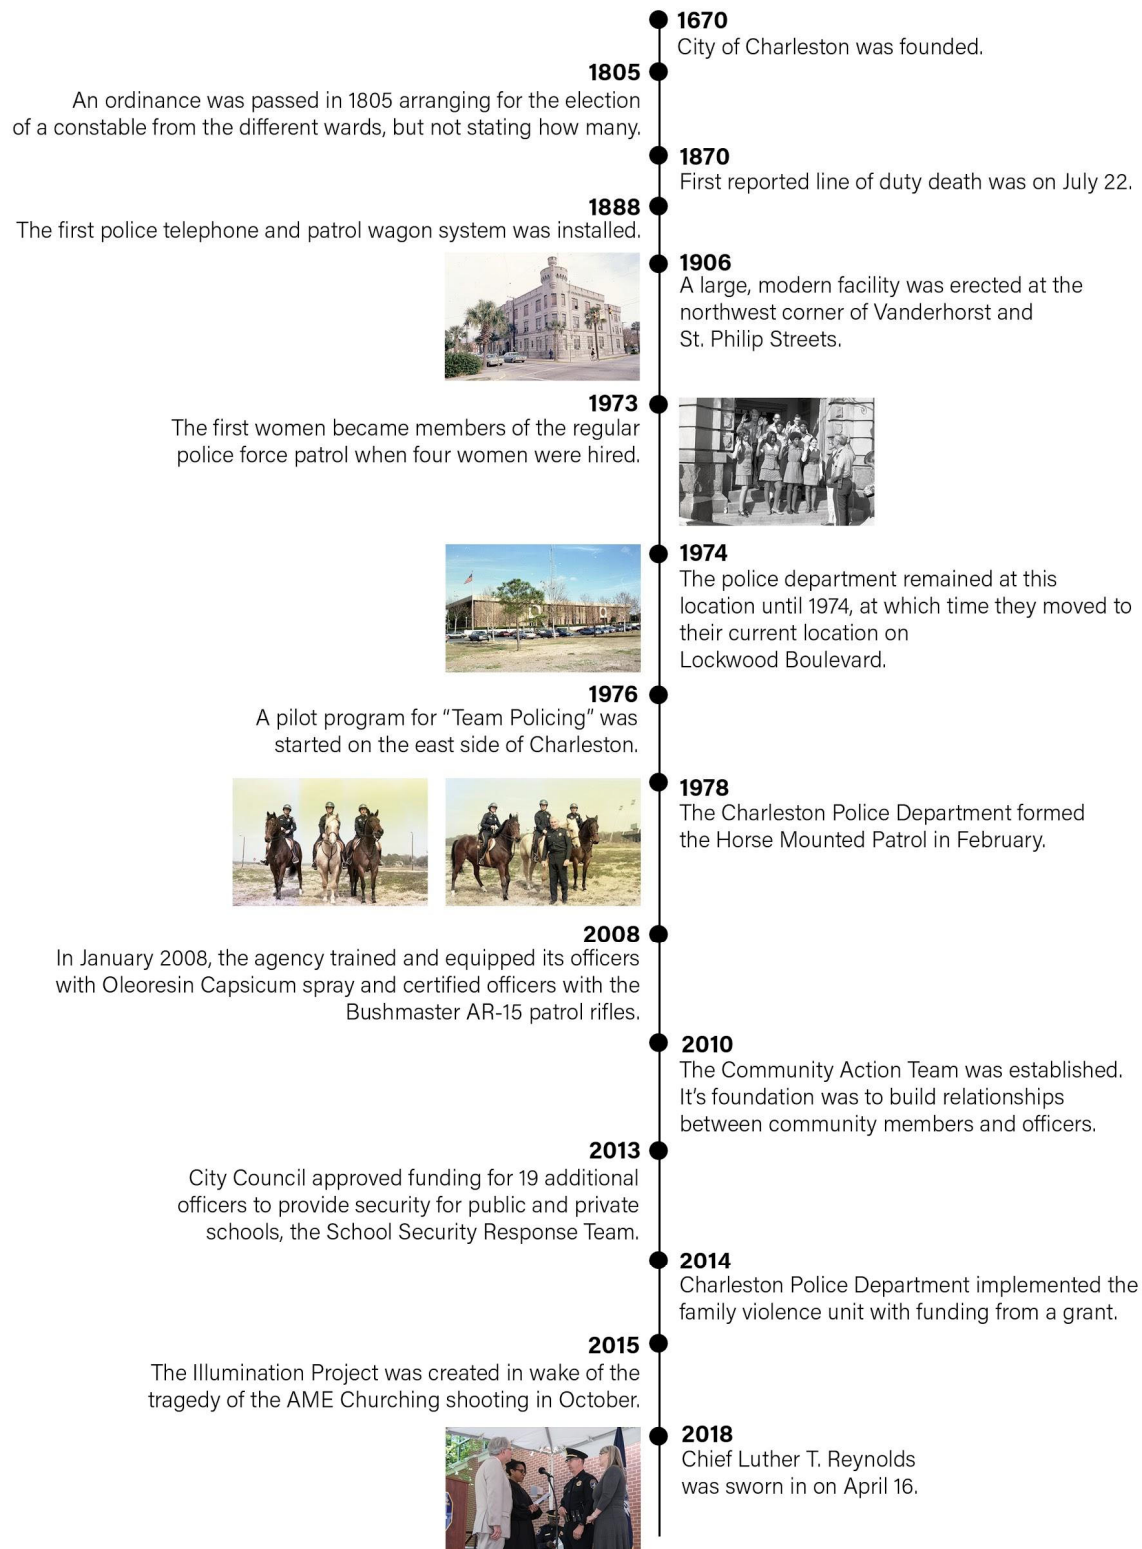 1670
City of Charleston was founded.
1805
An ordinance was passed in 1805 arranging for the election
of a constable from the different wards, but not stating how many.
1870
First reported line of duty death was on July 22.
1888
The first police telephone and patrol wagon system was installed.
1906
A large, modern facility was erected at the
northwest corner of Vanderhorst and
St. Philip Streets.
1973
The first women became members of the regular
police force patrol when four women were hired.
1974
The police department remained at this
location until 1974, at which time they moved to
their current location on
Lockwood Boulevard.
1976
A pilot program for “Team Policing” was
started on the east side of Charleston.
1978
The Charleston Police Department formed
the Horse Mounted Patrol in February.
2008
In January 2008, the agency trained and equipped its officers
with Oleoresin Capsicum spray and certified officers with the
Bushmaster AR-15 patrol rifles.
2010
The Community Action Team was established.
It’s foundation was to build relationships
between community members and officers.
2013
City Council approved funding for 19 additional
officers to provide security for public and private
schools, the School Security Response Team.
2014
Charleston Police Department implemented the
family violence unit with funding from a grant.
2015
The Illumination Project was created in wake of the
tragedy of the AME Churching shooting in October.
2018
Chief Luther T. Reynolds
was sworn in on April 16.